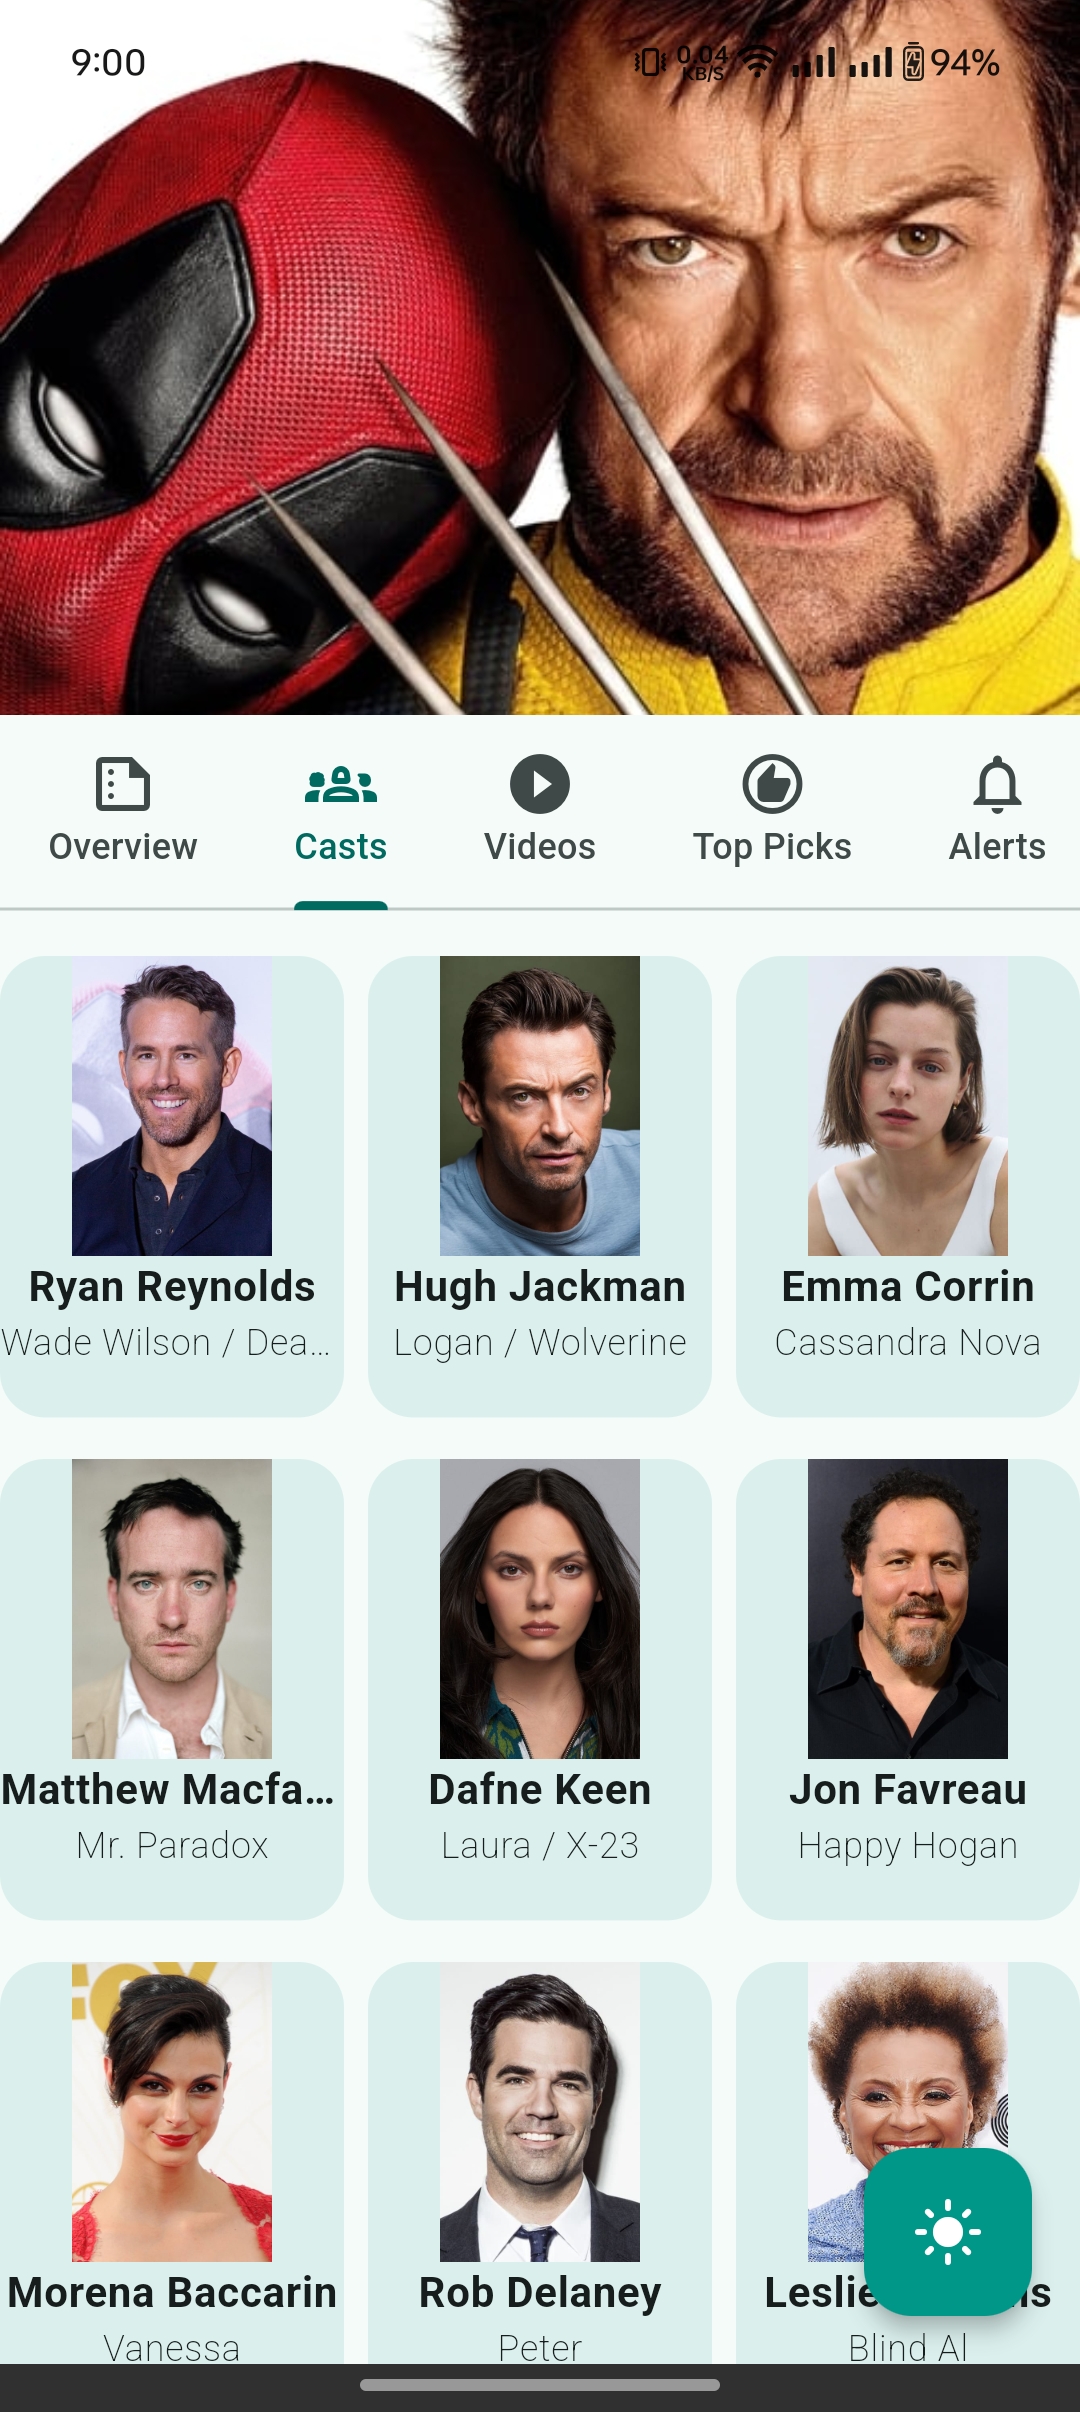 9:00 0.04 KB/S 94%
Overview Casts Videos Top Picks Alerts
Ryan Reynolds Hugh Jackman Emma Corrin
Wade Wilson / Dea... Logan / Wolverine Cassandra Nova
Matthew Macfa... Dafne Keen Jon Favreau
Mr. Paradox Laura / X-23 Happy Hogan
FOX
Morena Baccarin Rob Delaney Leslie
Vanessa Peter Blind Al